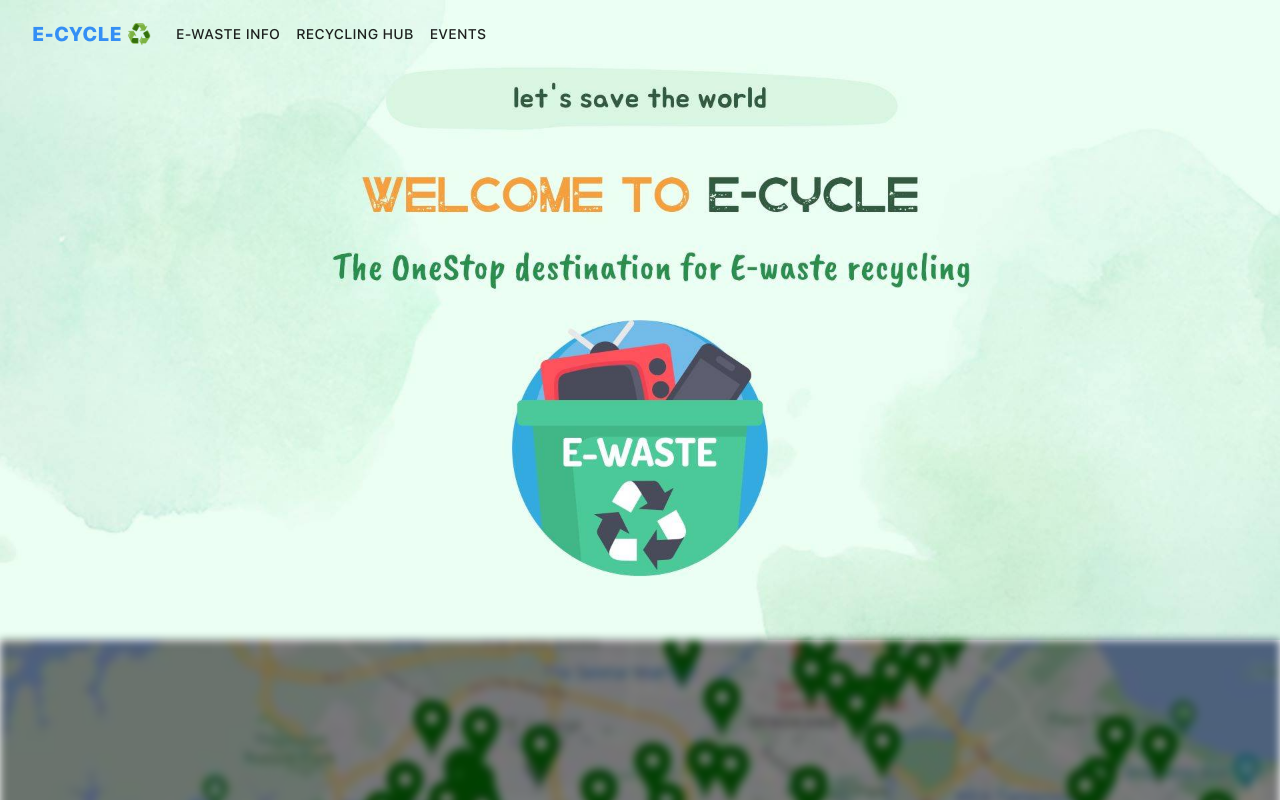 E-CYCLE ♻️ E-WASTE INFO RECYCLING HUB EVENTS
let's save the world
WELCOME TO E-CYCLE
The OneStop destination for E-waste recycling
E-WASTE